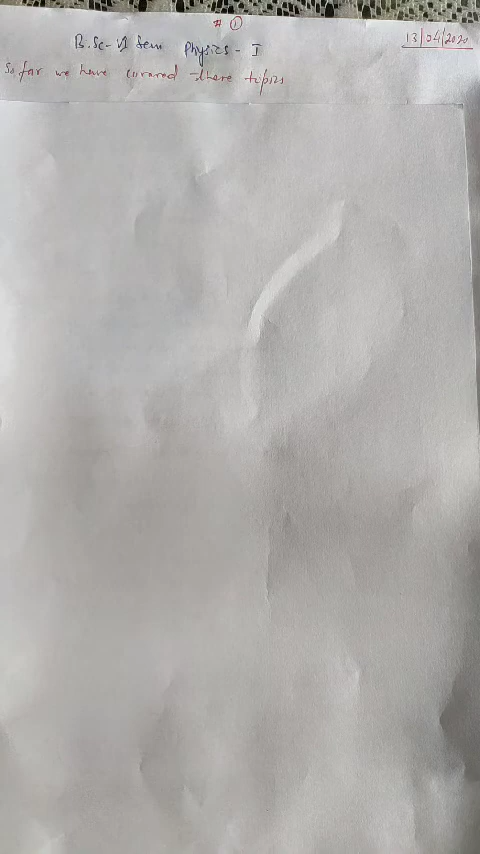 # ①
B.Sc-VI Sem Physics - I
13/04/2020
So far we have covered these topics